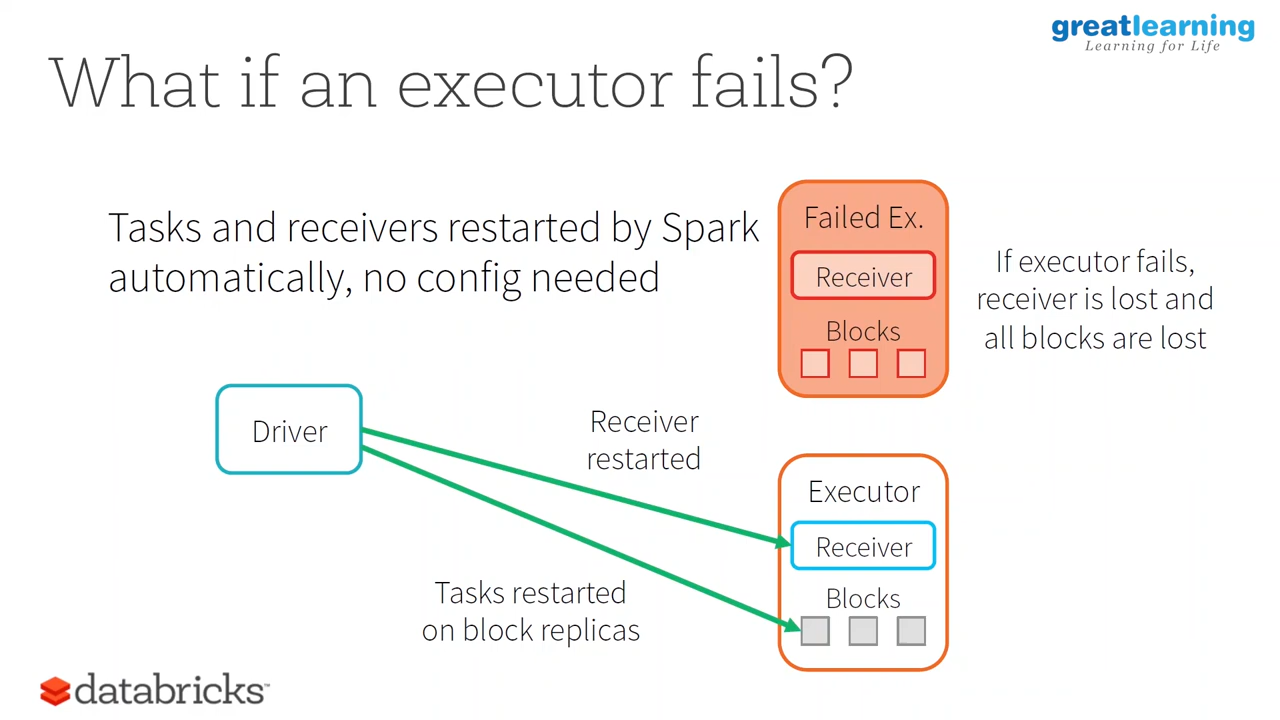 greatlearning
Learning for Life
What if an executor fails?
Tasks and receivers restarted by Spark
automatically, no config needed
Failed Ex.
Receiver
Blocks
If executor fails,
receiver is lost and
all blocks are lost
Driver
Receiver
restarted
Executor
Receiver
Blocks
Tasks restarted
on block replicas
databricks™